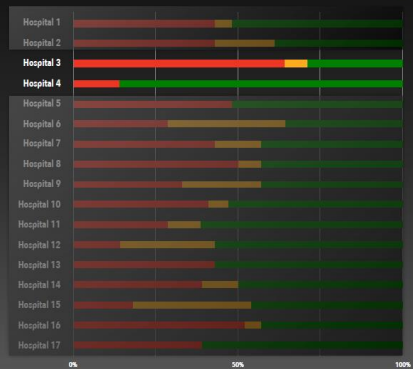 Hospital 1
Hospital 2
Hospital 3
Hospital 4
Hospital 5
Hospital 6
Hospital 7
Hospital 8
Hospital 9
Hospital 10
Hospital 11
Hospital 12
Hospital 13
Hospital 14
Hospital 15
Hospital 16
Hospital 17
0% 50% 100%